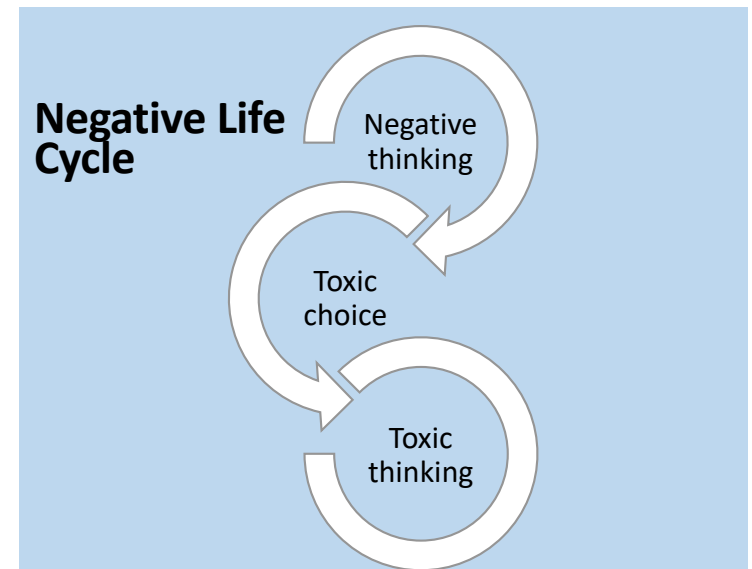 Negative Life
Cycle
Negative
thinking
Toxic
choice
Toxic
thinking